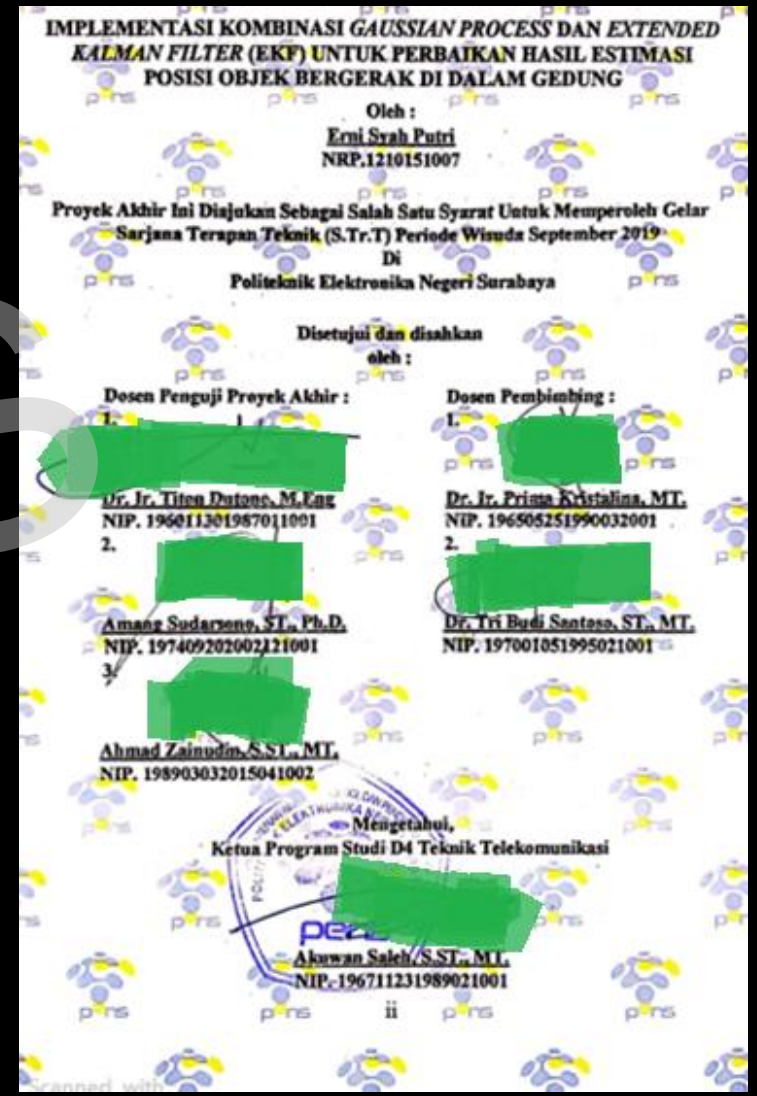 IMPLEMENTASI KOMBINASI GAUSSIAN PROCESS DAN EXTENDED
KALMAN FILTER (EKF) UNTUK PERBAIKAN HASIL ESTIMASI
POSISI OBJEK BERGERAK DI DALAM GEDUNG
Oleh :
Erni Syah Putri
NRP.1210151007
Proyek Akhir Ini Diajukan Sebagai Salah Satu Syarat Untuk Memperoleh Gelar
Sarjana Terapan Teknik (S.Tr.T) Periode Wisuda September 2019
Di
Politeknik Elektronika Negeri Surabaya
Disetujui dan disahkan
oleh :
Dosen Penguji Proyek Akhir :
1.
Dr. Ir. Titon Dutono, M.Eng
NIP. 196011301987011001
2.
Amang Sudarsono, ST., Ph.D.
NIP. 197409202002121001
3.
Ahmad Zainudin, S.ST., MT.
NIP. 198903032015041002
Dosen Pembimbing :
1.
Dr. Ir. Prima Kristalina, MT.
NIP. 196505251990032001
2.
Dr. Tri Budi Santoso, ST., MT.
NIP. 197001051995021001
Mengetahui,
Ketua Program Studi D4 Teknik Telekomunikasi
Akuwan Saleh, S.ST., MT.
NIP. 196711231989021001
ii
Scanned with